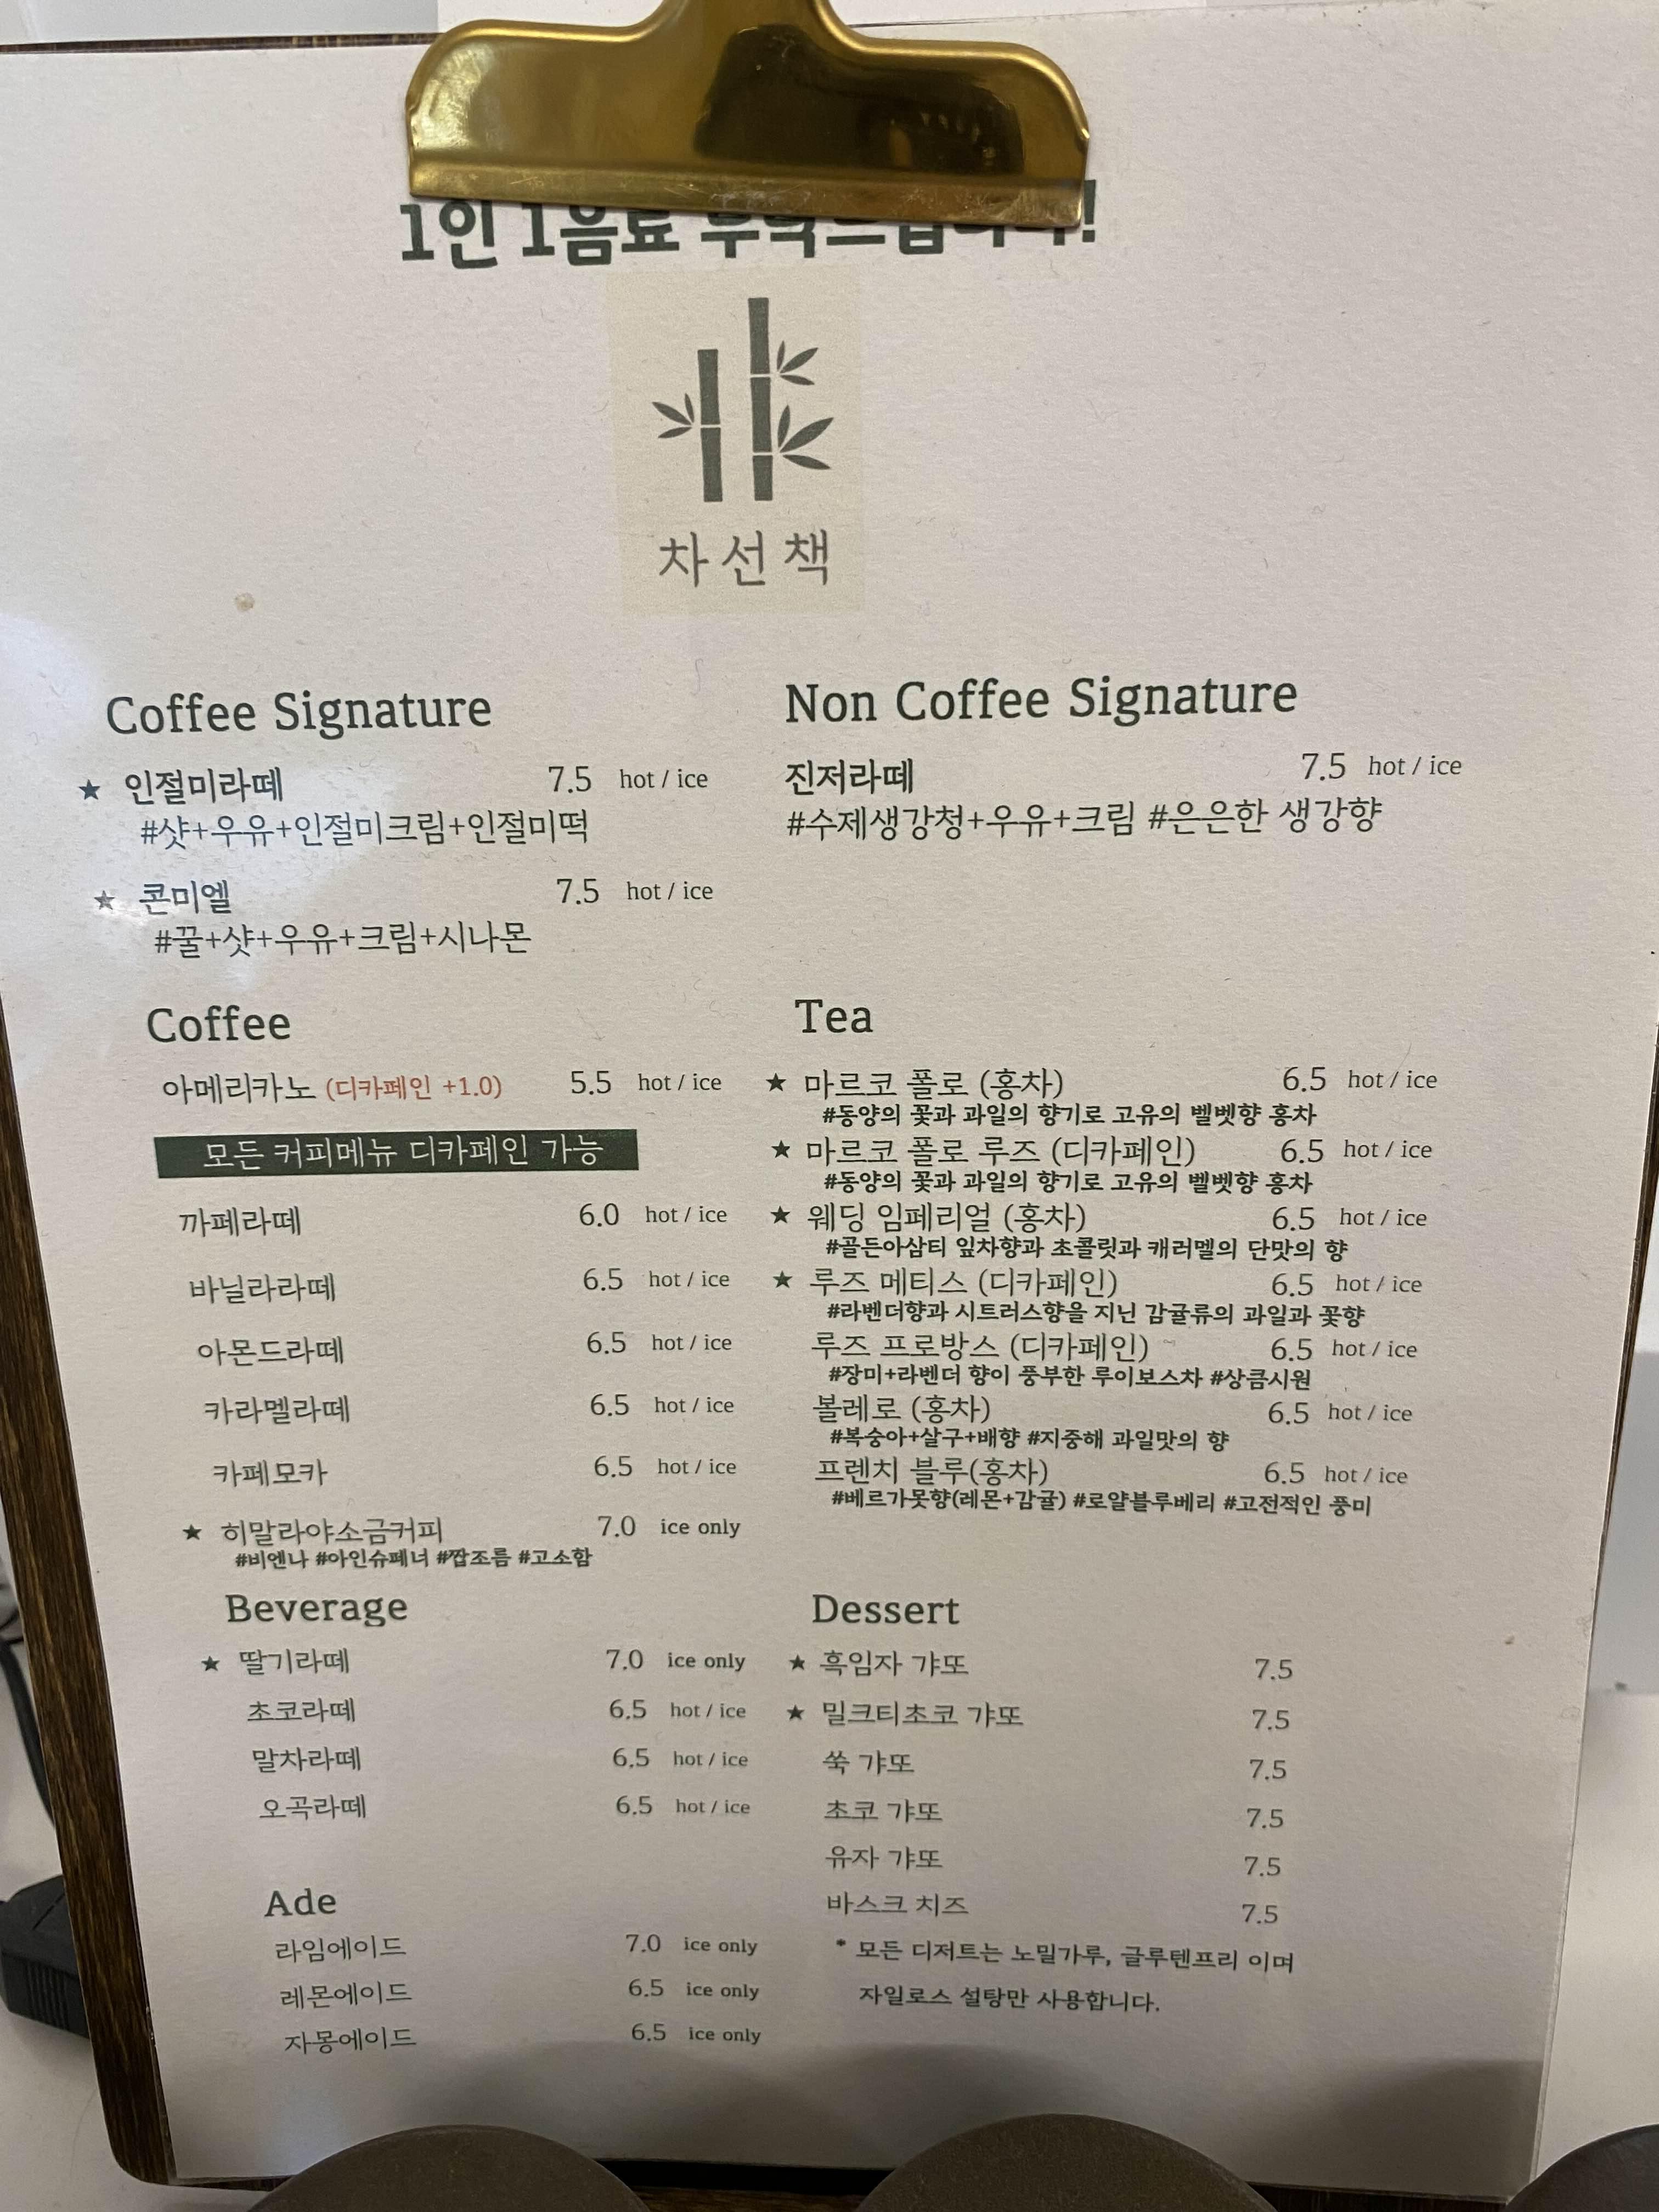 1인 1음료 부탁드립니다!
차선책
Coffee Signature
★ 인절미라떼 7.5 hot / ice
#샷+우유+인절미크림+인절미떡
★ 콘미엘 7.5 hot / ice
#꿀+샷+우유+크림+시나몬
Non Coffee Signature
진저라떼 7.5 hot / ice
#수제생강청+우유+크림 #은은한 생강향
Coffee
아메리카노 (디카페인 +1.0) 5.5 hot / ice
모든 커피메뉴 디카페인 가능
까페라떼 6.0 hot / ice
바닐라라떼 6.5 hot / ice
아몬드라떼 6.5 hot / ice
카라멜라떼 6.5 hot / ice
카페모카 6.5 hot / ice
★ 히말라야소금커피 7.0 ice only
#비엔나 #아인슈페너 #짭조름 #고소함
Tea
★ 마르코 폴로 (홍차) 6.5 hot / ice
#동양의 꽃과 과일의 향기로 고유의 벨벳향 홍차
★ 마르코 폴로 루즈 (디카페인) 6.5 hot / ice
#동양의 꽃과 과일의 향기로 고유의 벨벳향 홍차
★ 웨딩 임페리얼 (홍차) 6.5 hot / ice
#골든아삼티 잎차향과 초콜릿과 캐러멜의 단맛의 향
★ 루즈 메티스 (디카페인) 6.5 hot / ice
#라벤더향과 시트러스향을 지닌 감귤류의 과일과 꽃향
루즈 프로방스 (디카페인) 6.5 hot / ice
#장미+라벤더 향이 풍부한 루이보스차 #상큼시원
볼레로 (홍차) 6.5 hot / ice
#복숭아+살구+배향 #지중해 과일맛의 향
프렌치 블루(홍차) 6.5 hot / ice
#베르가못향(레몬+감귤) #로얄블루베리 #고전적인 풍미
Beverage
★ 딸기라떼 7.0 ice only
초코라떼 6.5 hot / ice
말차라떼 6.5 hot / ice
오곡라떼 6.5 hot / ice
Ade
라임에이드 7.0 ice only
레몬에이드 6.5 ice only
자몽에이드 6.5 ice only
Dessert
★ 흑임자 갸또 7.5
★ 밀크티초코 갸또 7.5
쑥 갸또 7.5
초코 갸또 7.5
유자 갸또 7.5
바스크 치즈 7.5
* 모든 디저트는 노밀가루, 글루텐프리 이며
자일로스 설탕만 사용합니다.